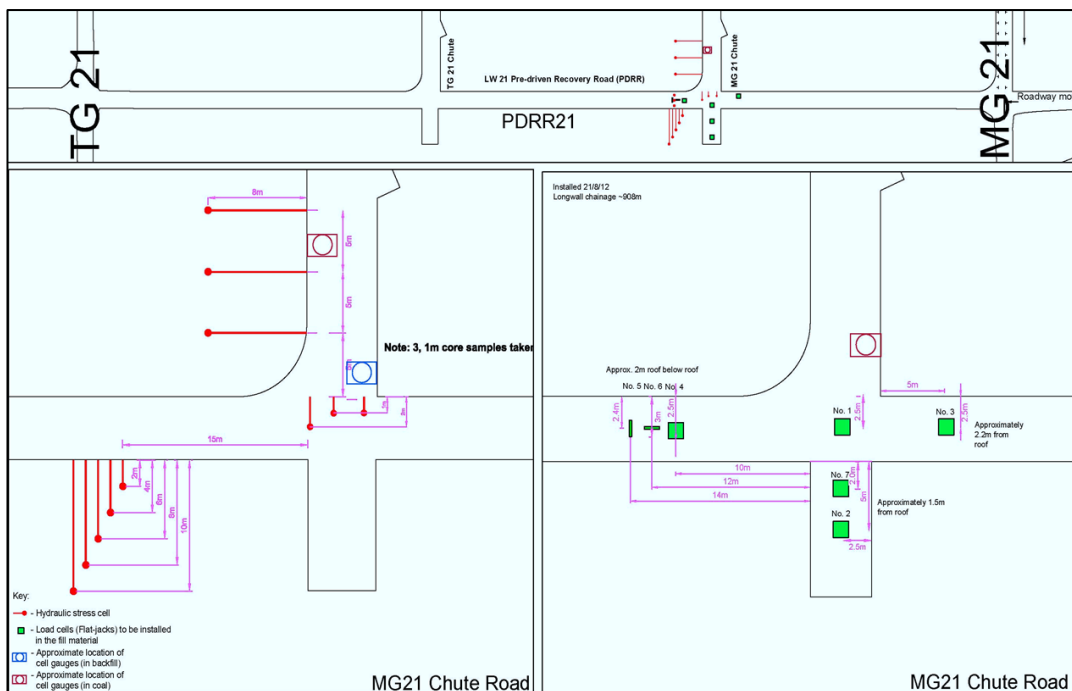 TG 21
TG 21 Chute
LW 21 Pre-driven Recovery Road (PDRR)
MG 21 Chute
MG 21
Roadway mo
PDRR21
8m
5m
5m
Note: 3, 1m core samples taken
15m
2m
4m
6m
8m
10m
Key:
- Hydraulic stress cell
- Load cells (Flat-jacks) to be installed
in the fill material
- Approximate location of
cell gauges (in backfill)
- Approximate location of
cell gauges (in coal)
MG21 Chute Road
Installed 21/8/12
Longwall chainage ~908m
Approx. 2m roof below roof
No. 5
No. 6
No. 4
2.4m
3m
2.5m
2.5m
5m
2.5m
No. 1
No. 3
Approximately
2.2m from
roof
10m
12m
14m
No. 7
2.0m
5m
Approximately 1.5m
from roof
No. 2
2.5m
MG21 Chute Road